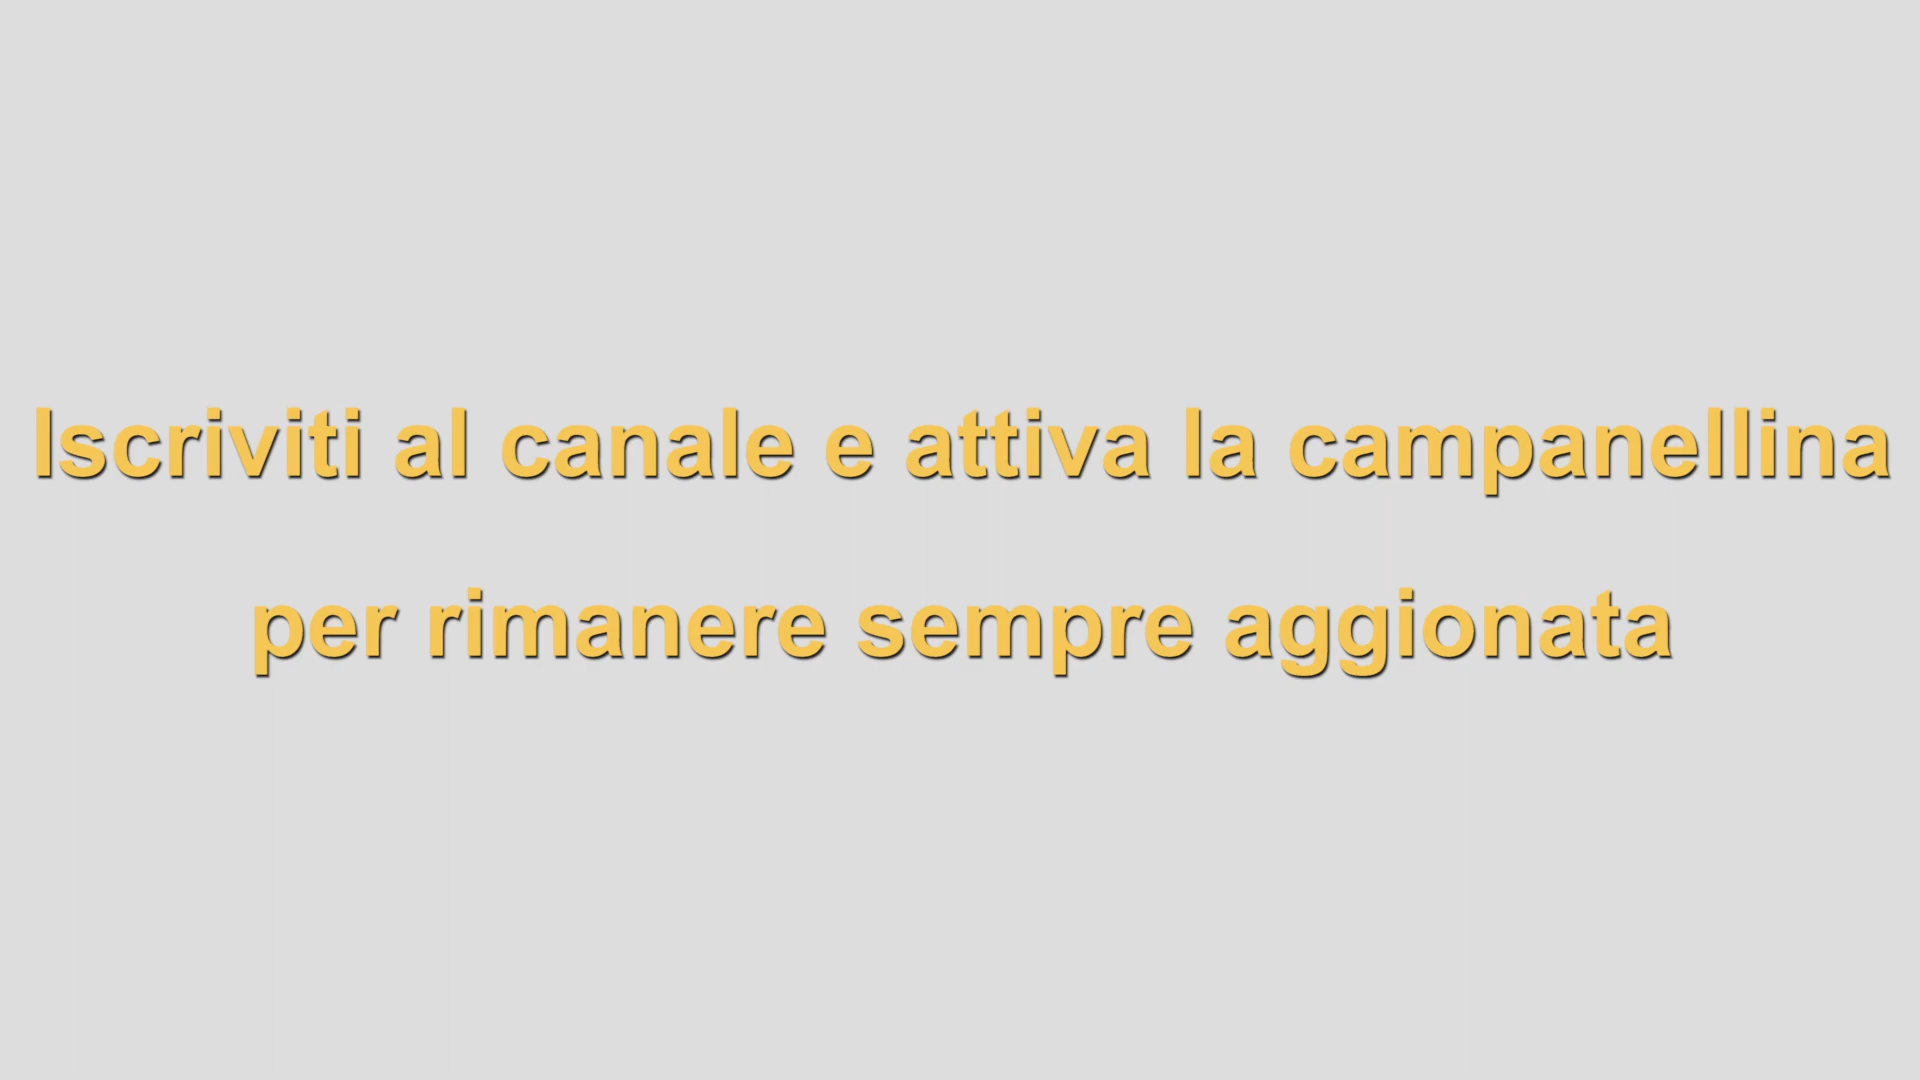 Iscriviti al canale e attiva la campanellina
per rimanere sempre aggionata